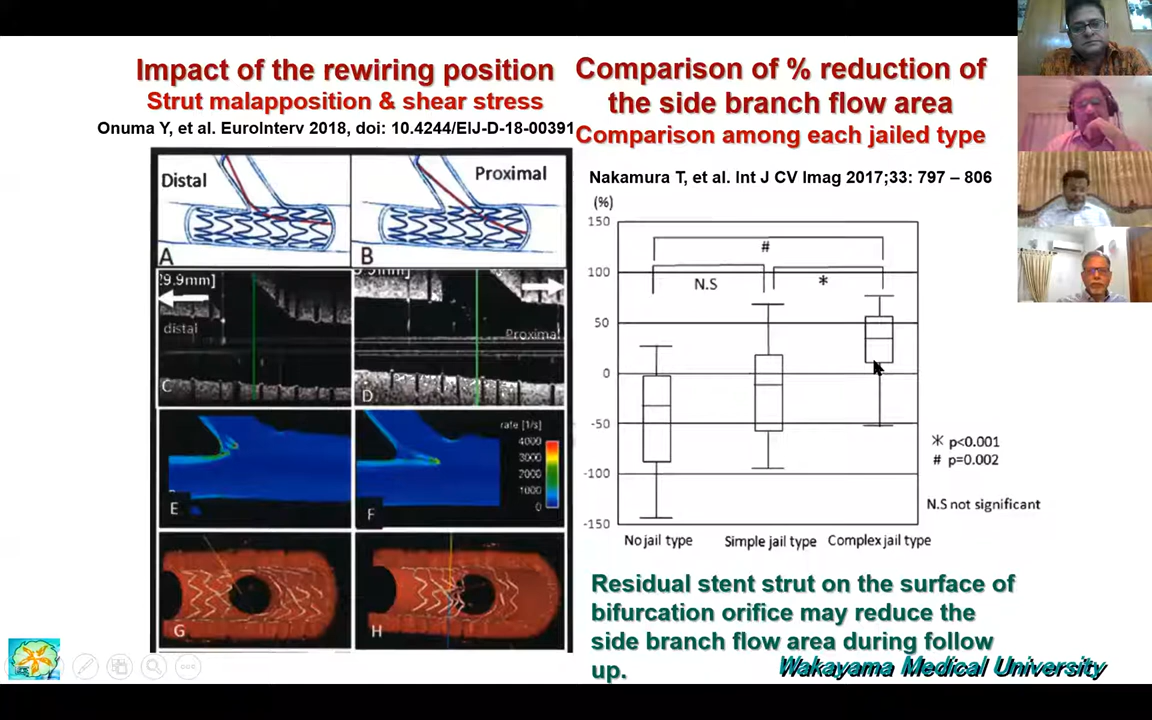 Impact of the rewiring position
Strut malapposition & shear stress
Onuma Y, et al. EuroInterv 2018, doi: 10.4244/EIJ-D-18-00391
Distal
Proximal
A
B
29.9mm]
distal
Proximal
C
D
rate [1/s]
4000
3000
2000
1000
0
E
F
G
H
Comparison of % reduction of
the side branch flow area
Comparison among each jailed type
Nakamura T, et al. Int J CV Imag 2017;33: 797 – 806
(%)
150
100
50
0
-50
-100
-150
#
N.S
*
No jail type
Simple jail type
Complex jail type
* p<0.001
# p=0.002
N.S not significant
Residual stent strut on the surface of
bifurcation orifice may reduce the
side branch flow area during follow
up.
Wakayama Medical University